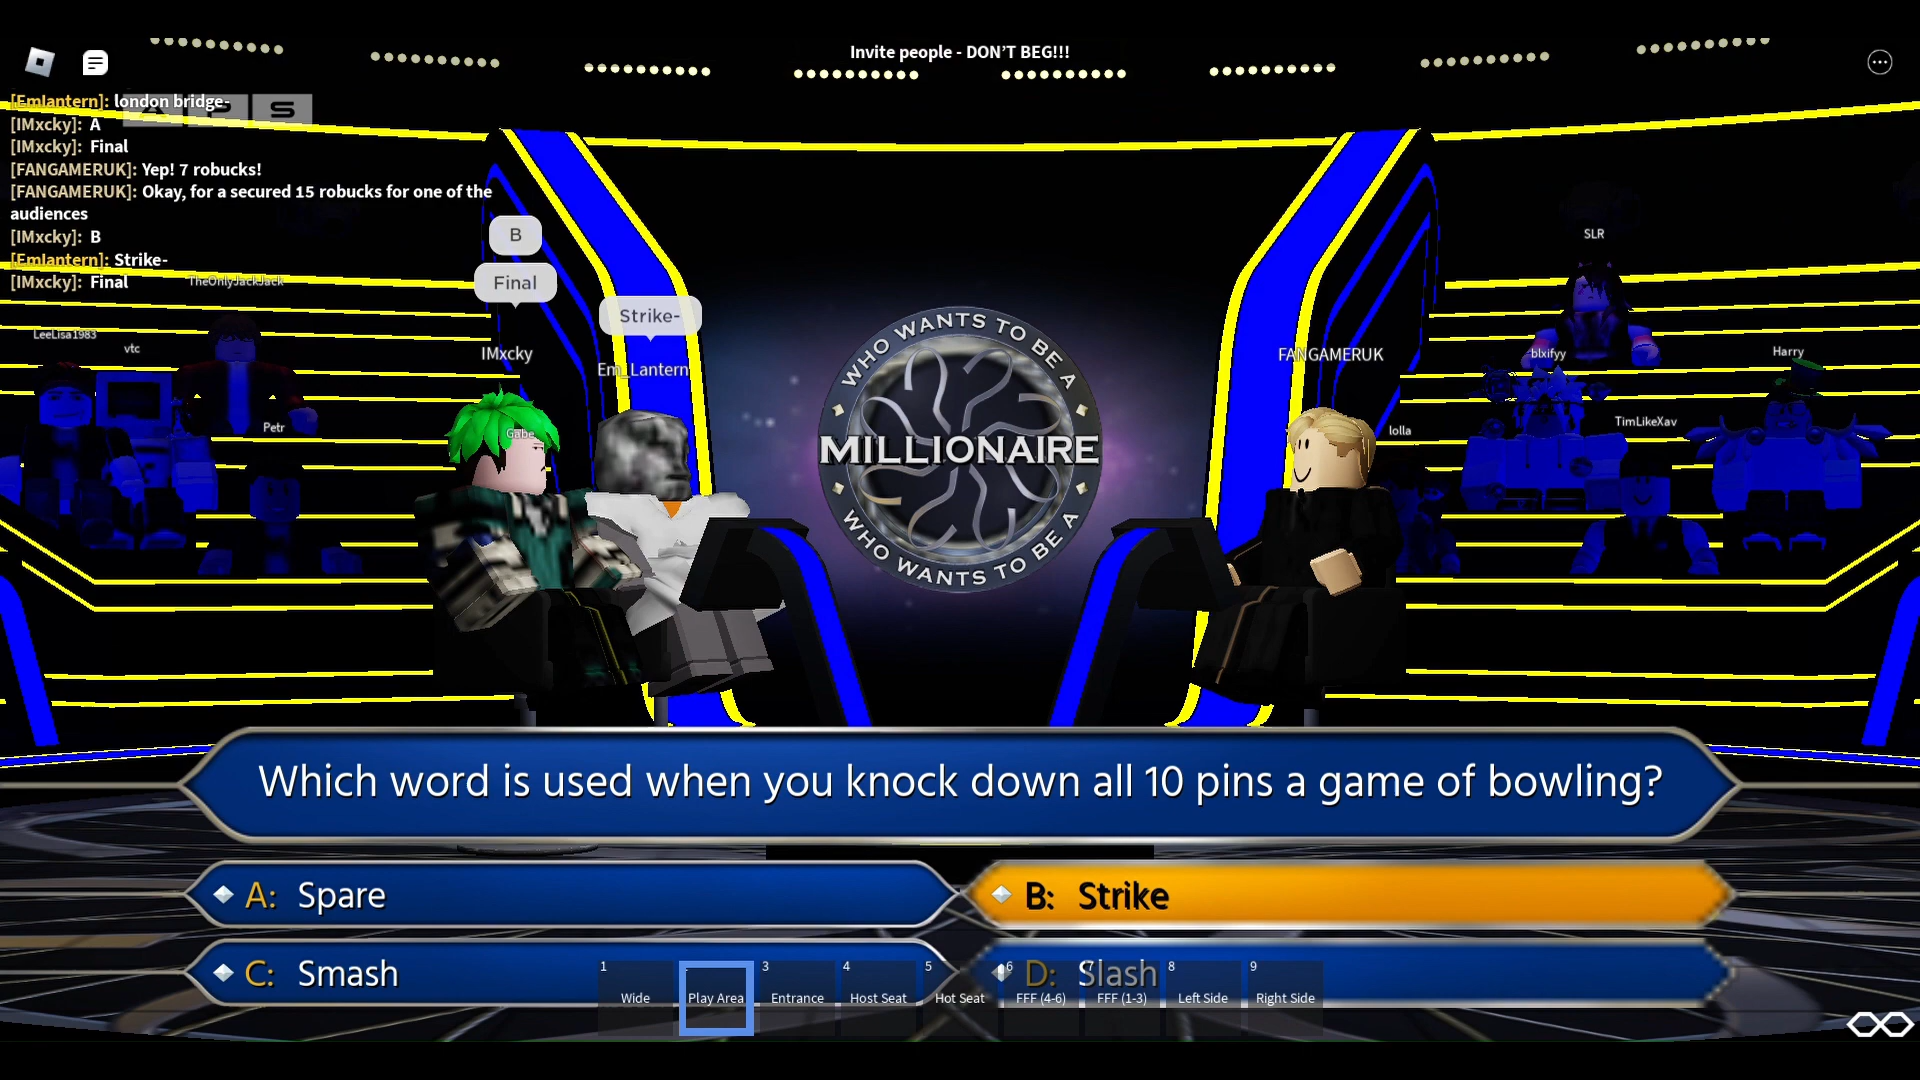 Invite people - DON'T BEG!!!
A P S
[Emlantern]: london bridge-
[IMxcky]: A
[IMxcky]: Final
[FANGAMERUK]: Yep! 7 robucks!
[FANGAMERUK]: Okay, for a secured 15 robucks for one of the
audiences
[IMxcky]: B
[Emlantern]: Strike-
[IMxcky]: Final
B
Final
Strike-
TheOnlyJackJack
LeeLisa1983
vtc
IMxcky
Em_Lantern
Petr
Gabe
SLR
FANGAMERUK
blxifyy
Harry
lolla
TimLikeXav
WHO WANTS TO BE A
MILLIONAIRE
WHO WANTS TO BE A
Which word is used when you knock down all 10 pins a game of bowling?
A: Spare
B: Strike
C: Smash
D: Slash
1 Wide
Play Area
3 Entrance
4 Host Seat
5 Hot Seat
6 FFF (4-6)
7 FFF (1-3)
8 Left Side
9 Right Side